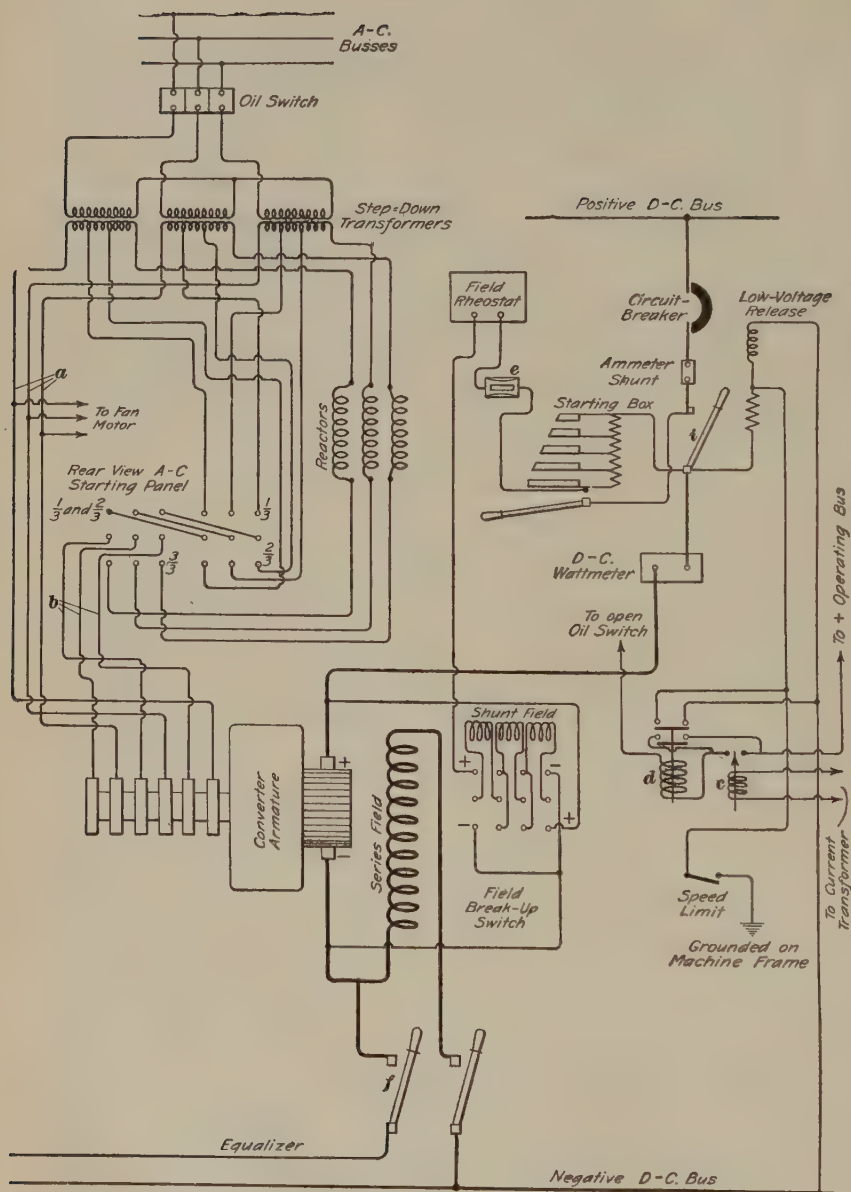 A-C.
Busses
Oil Switch
Step=Down
Transformers
Positive D-C. Bus
Field
Rheostat
Circuit-
Breaker
Low-Voltage
Release
e
Ammeter
Shunt
a
To Fan
Motor
Starting Box
i
Reactors
Rear View A-C
Starting Panel
1/3 and 2/3
1/3
2/3
3/3
b
D-C.
Wattmeter
To open
Oil Switch
To + Operating Bus
Shunt Field
+
-
-
+
d
c
+
-
Converter
Armature
Series Field
Field
Break-Up
Switch
Speed
Limit
To Current
Transformer
Grounded on
Machine Frame
f
Equalizer
Negative D-C. Bus